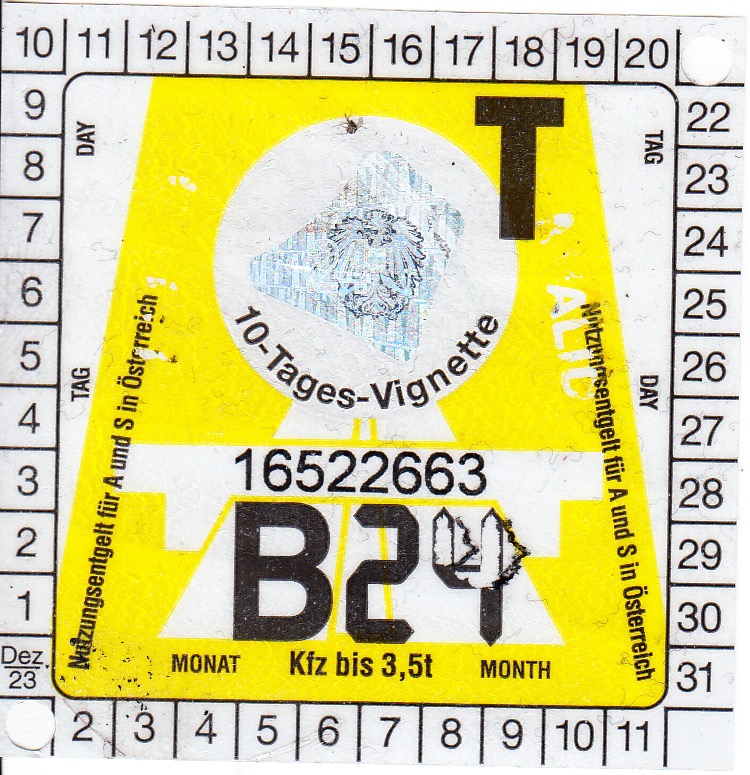 10 11 12 13 14 15 16 17 18 19 20
9
8
7
6
5
4
3
2
1
Dez.
23
DAY
TAG
T
TAG
DAY
10-Tages-Vignette
Nutzungsentgelt für A und S in Österreich
Nutzungsentgelt für A und S in Österreich
16522663
B24
MONAT Kfz bis 3,5t MONTH
22
23
24
25
26
27
28
29
30
31
2 3 4 5 6 7 8 9 10 11